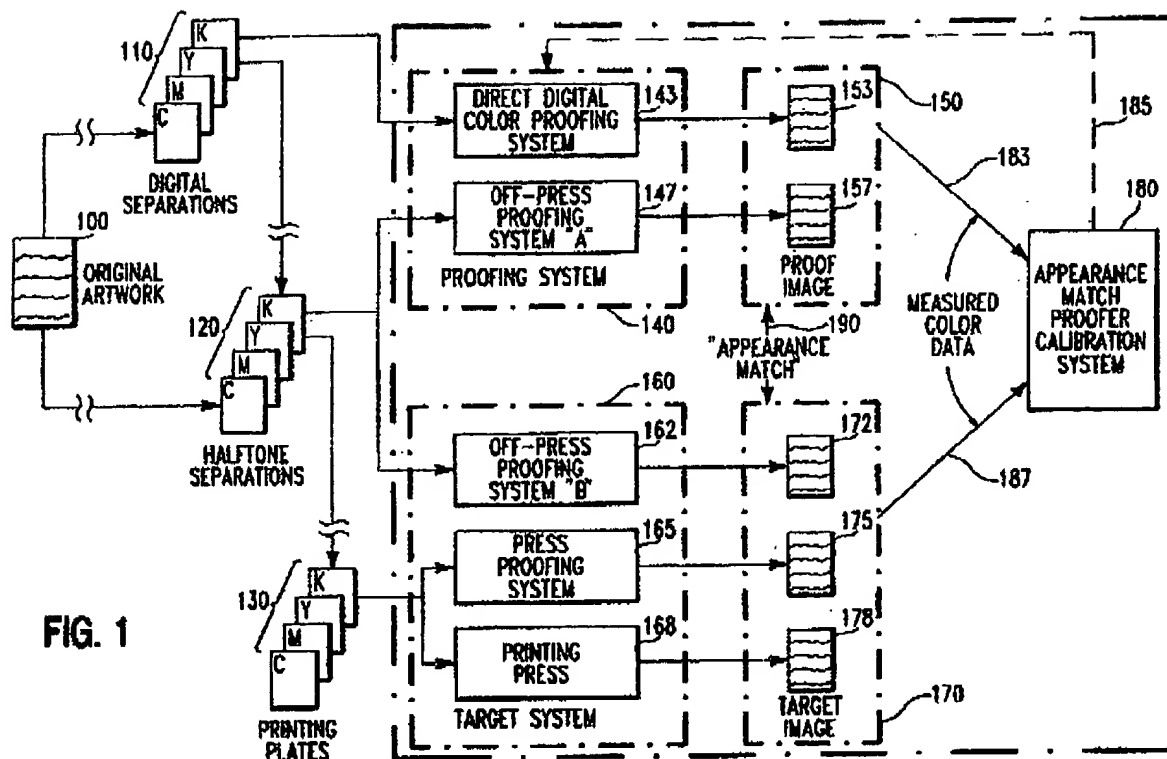 110
K
Y
M
C
DIGITAL SEPARATIONS
100
ORIGINAL
ARTWORK
120
K
Y
M
C
HALFTONE SEPARATIONS
130
K
Y
M
C
PRINTING
PLATES
FIG. 1
DIRECT DIGITAL
COLOR PROOFING
SYSTEM
143
OFF-PRESS
PROOFING
SYSTEM "A"
147
PROOFING SYSTEM
140
153
157
PROOF
IMAGE
150
190
"APPEARANCE
MATCH"
160
OFF-PRESS
PROOFING
SYSTEM "B"
162
PRESS
PROOFING
SYSTEM
165
PRINTING
PRESS
168
TARGET SYSTEM
172
175
178
TARGET
IMAGE
170
183
185
MEASURED
COLOR
DATA
187
180
APPEARANCE
MATCH
PROOFER
CALIBRATION
SYSTEM